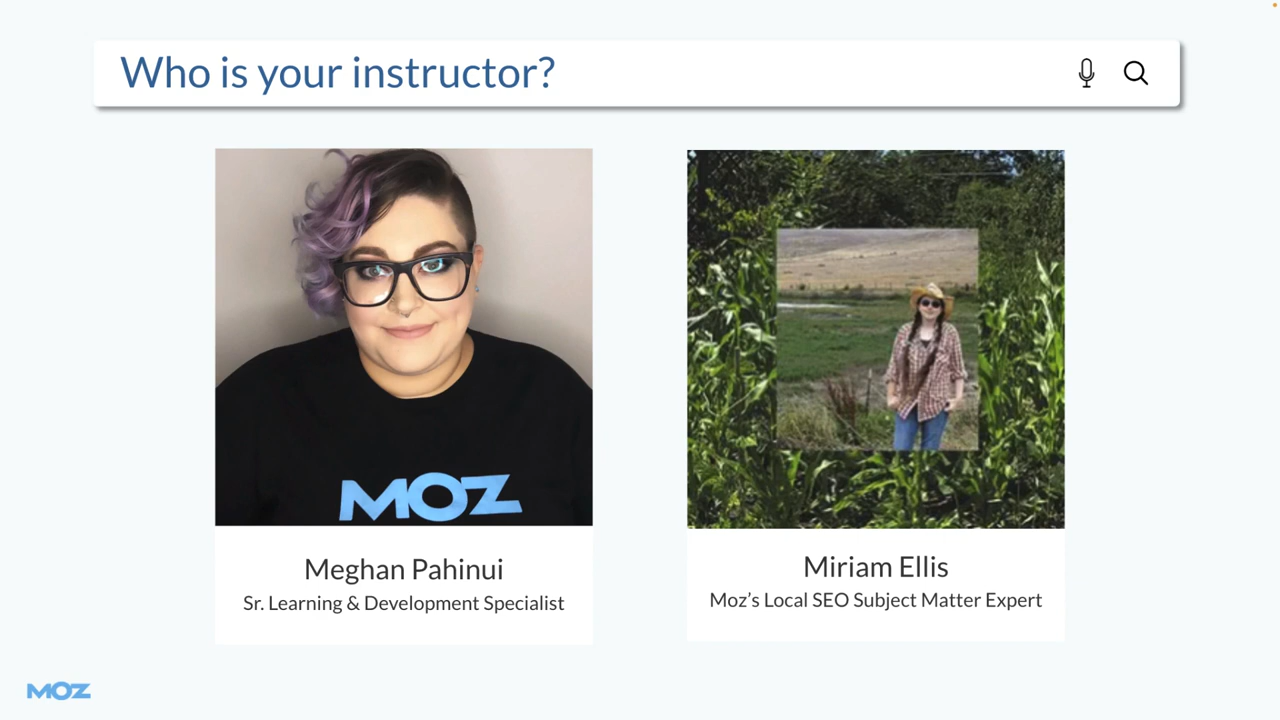 Who is your instructor?
MOZ
Meghan Pahinui
Sr. Learning & Development Specialist
Miriam Ellis
Moz’s Local SEO Subject Matter Expert
MOZ